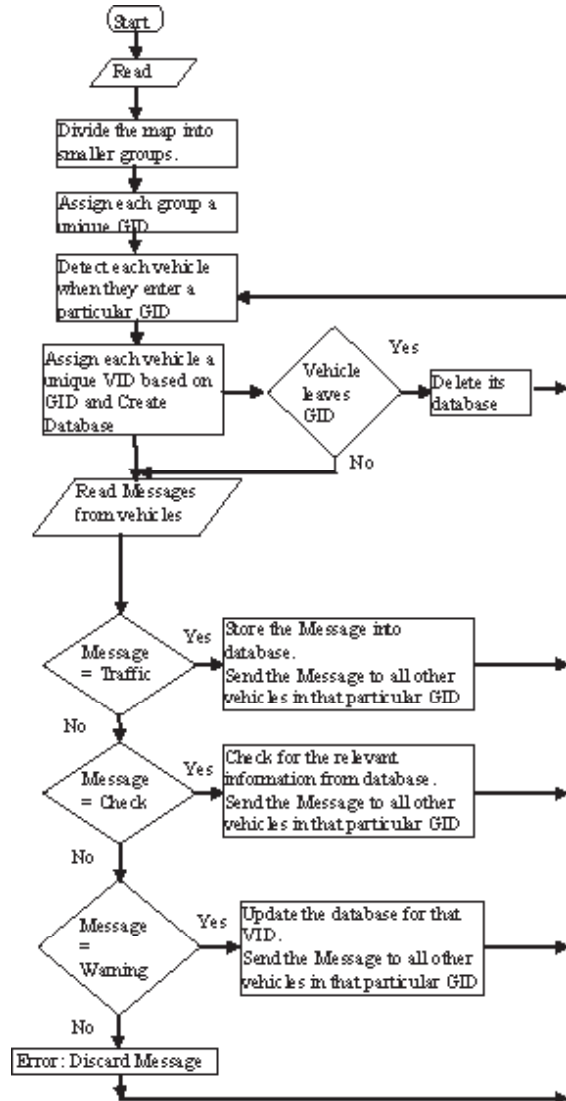 Start
Read
Divide the map into
smaller groups.
Assign each group a
unique GID
Detect each vehicle
when they enter a
particular GID
Assign each vehicle a
unique VID based on
GID and Create
Database
Vehicle
leaves
GID
Yes
Delete its
database
No
Read Messages
from vehicles
Message
= Traffic
Yes
Store the Message into
database.
Send the Message to all other
vehicles in that particular GID
No
Message
= Check
Yes
Check for the relevant
information from database.
Send the Message to all other
vehicles in that particular GID
No
Message
=
Warning
Yes
Update the database for that
VID.
Send the Message to all other
vehicles in that particular GID
No
Error: Discard Message